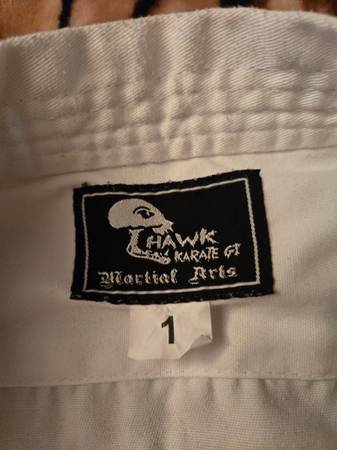 HAWK
KARATE GI
Martial Arts
1